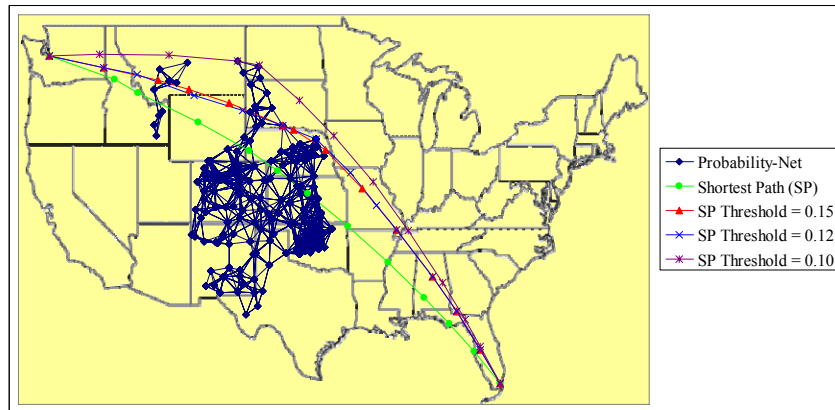 Probability-Net
Shortest Path (SP)
SP Threshold = 0.15
SP Threshold = 0.12
SP Threshold = 0.10